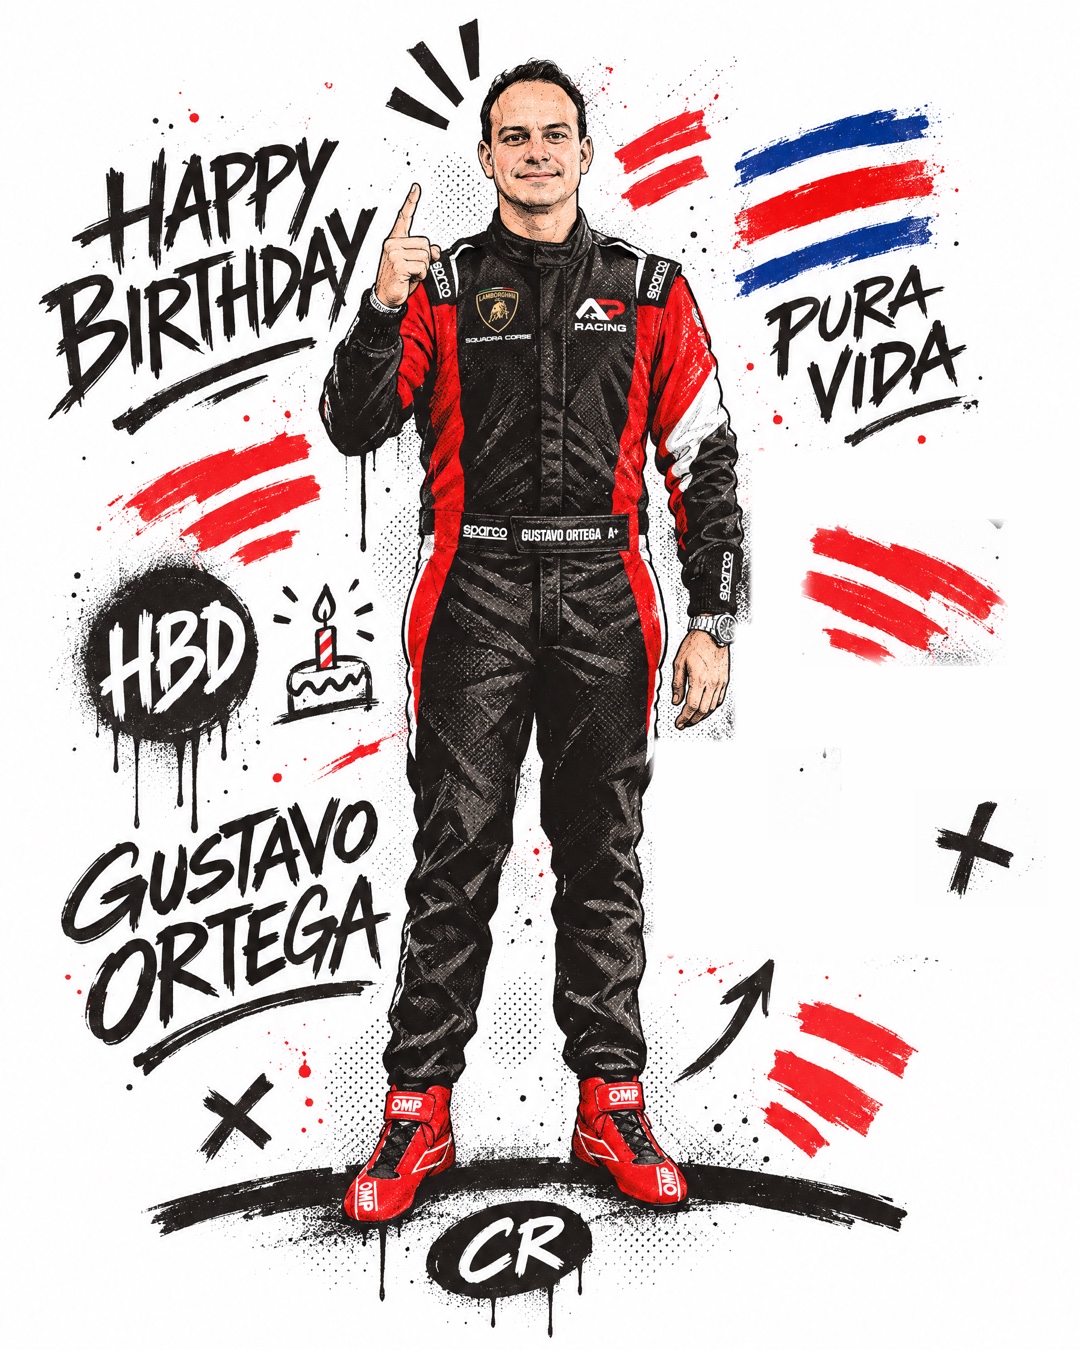 HAPPY
BIRTHDAY
PURA
VIDA
sparco
sparco
LAMBORGHINI
SQUADRA CORSE
AP
RACING
sparco
GUSTAVO ORTEGA A+
sparco
HBD
GUSTAVO
ORTEGA
OMP
OMP
OMP
OMP
CR